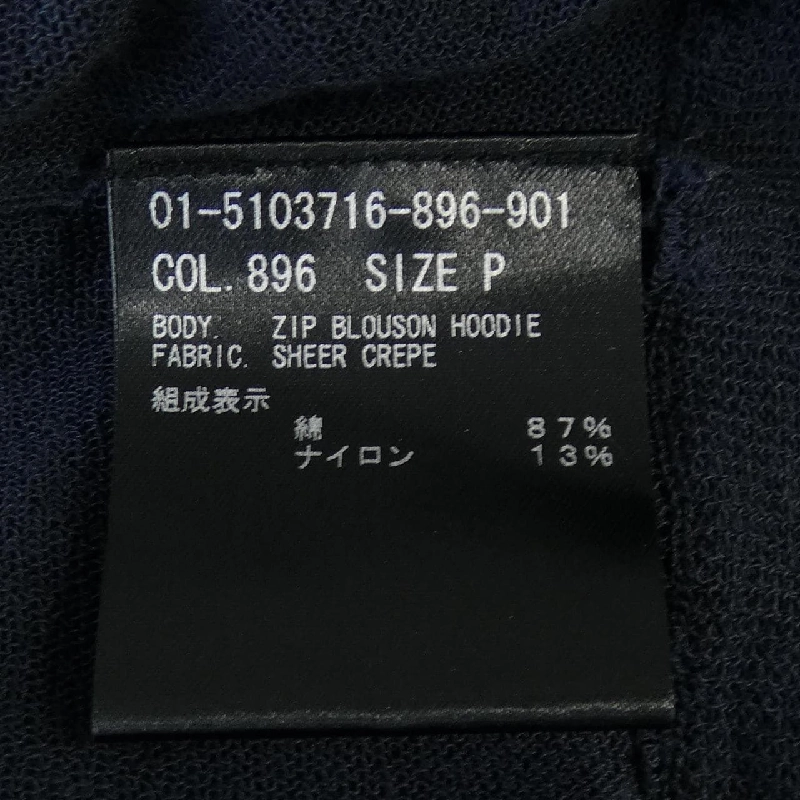 01-5103716-896-901
COL. 896 SIZE P
BODY. ZIP BLOUSON HOODIE
FABRIC. SHEER CREPE
組成表示
綿 87%
ナイロン 13%